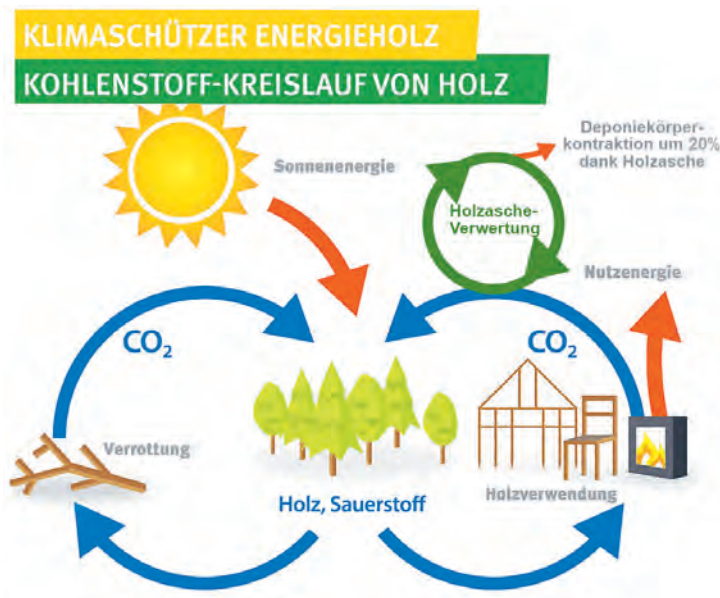 KLIMASCHÜTZER ENERGIEHOLZ
KOHLENSTOFF-KREISLAUF VON HOLZ
Deponiekörper-
kontraktion um 20%
dank Holzasche
Sonnenenergie
Holzasche-
Verwertung
Nutzenergie
CO₂
CO₂
Verrottung
Holzverwendung
Holz, Sauerstoff